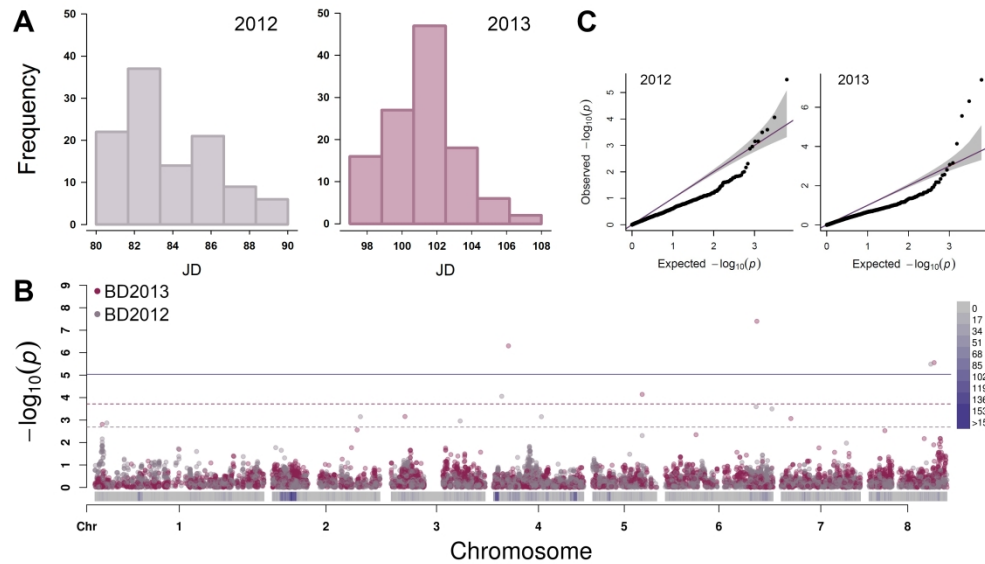 A
2012
2013
C
Frequency
50
40
30
20
10
0
80 82 84 86 88 90
JD
50
40
30
20
10
0
98 100 102 104 106 108
JD
2012
2013
Observed −log₁₀(p)
5
4
3
2
1
0
0 1 2 3
Expected −log₁₀(p)
6
4
2
0
0 1 2 3
Expected −log₁₀(p)
B
BD2013
BD2012
−log₁₀(p)
9
8
7
6
5
4
3
2
1
0
0
17
34
51
68
85
102
119
136
153
>15
Chr 1 2 3 4 5 6 7 8
Chromosome